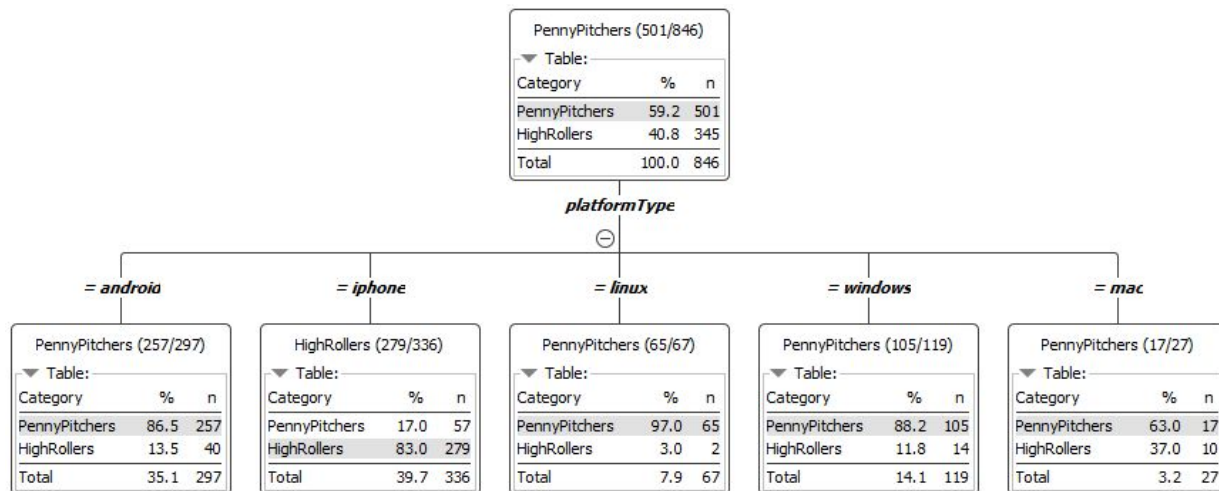 PennyPitchers (501/846)
Table:
Category % n
PennyPitchers 59.2 501
HighRollers 40.8 345
Total 100.0 846
platformType
= android
= iphone
= linux
= windows
= mac
PennyPitchers (257/297)
Table:
Category % n
PennyPitchers 86.5 257
HighRollers 13.5 40
Total 35.1 297
HighRollers (279/336)
Table:
Category % n
PennyPitchers 17.0 57
HighRollers 83.0 279
Total 39.7 336
PennyPitchers (65/67)
Table:
Category % n
PennyPitchers 97.0 65
HighRollers 3.0 2
Total 7.9 67
PennyPitchers (105/119)
Table:
Category % n
PennyPitchers 88.2 105
HighRollers 11.8 14
Total 14.1 119
PennyPitchers (17/27)
Table:
Category % n
PennyPitchers 63.0 17
HighRollers 37.0 10
Total 3.2 27